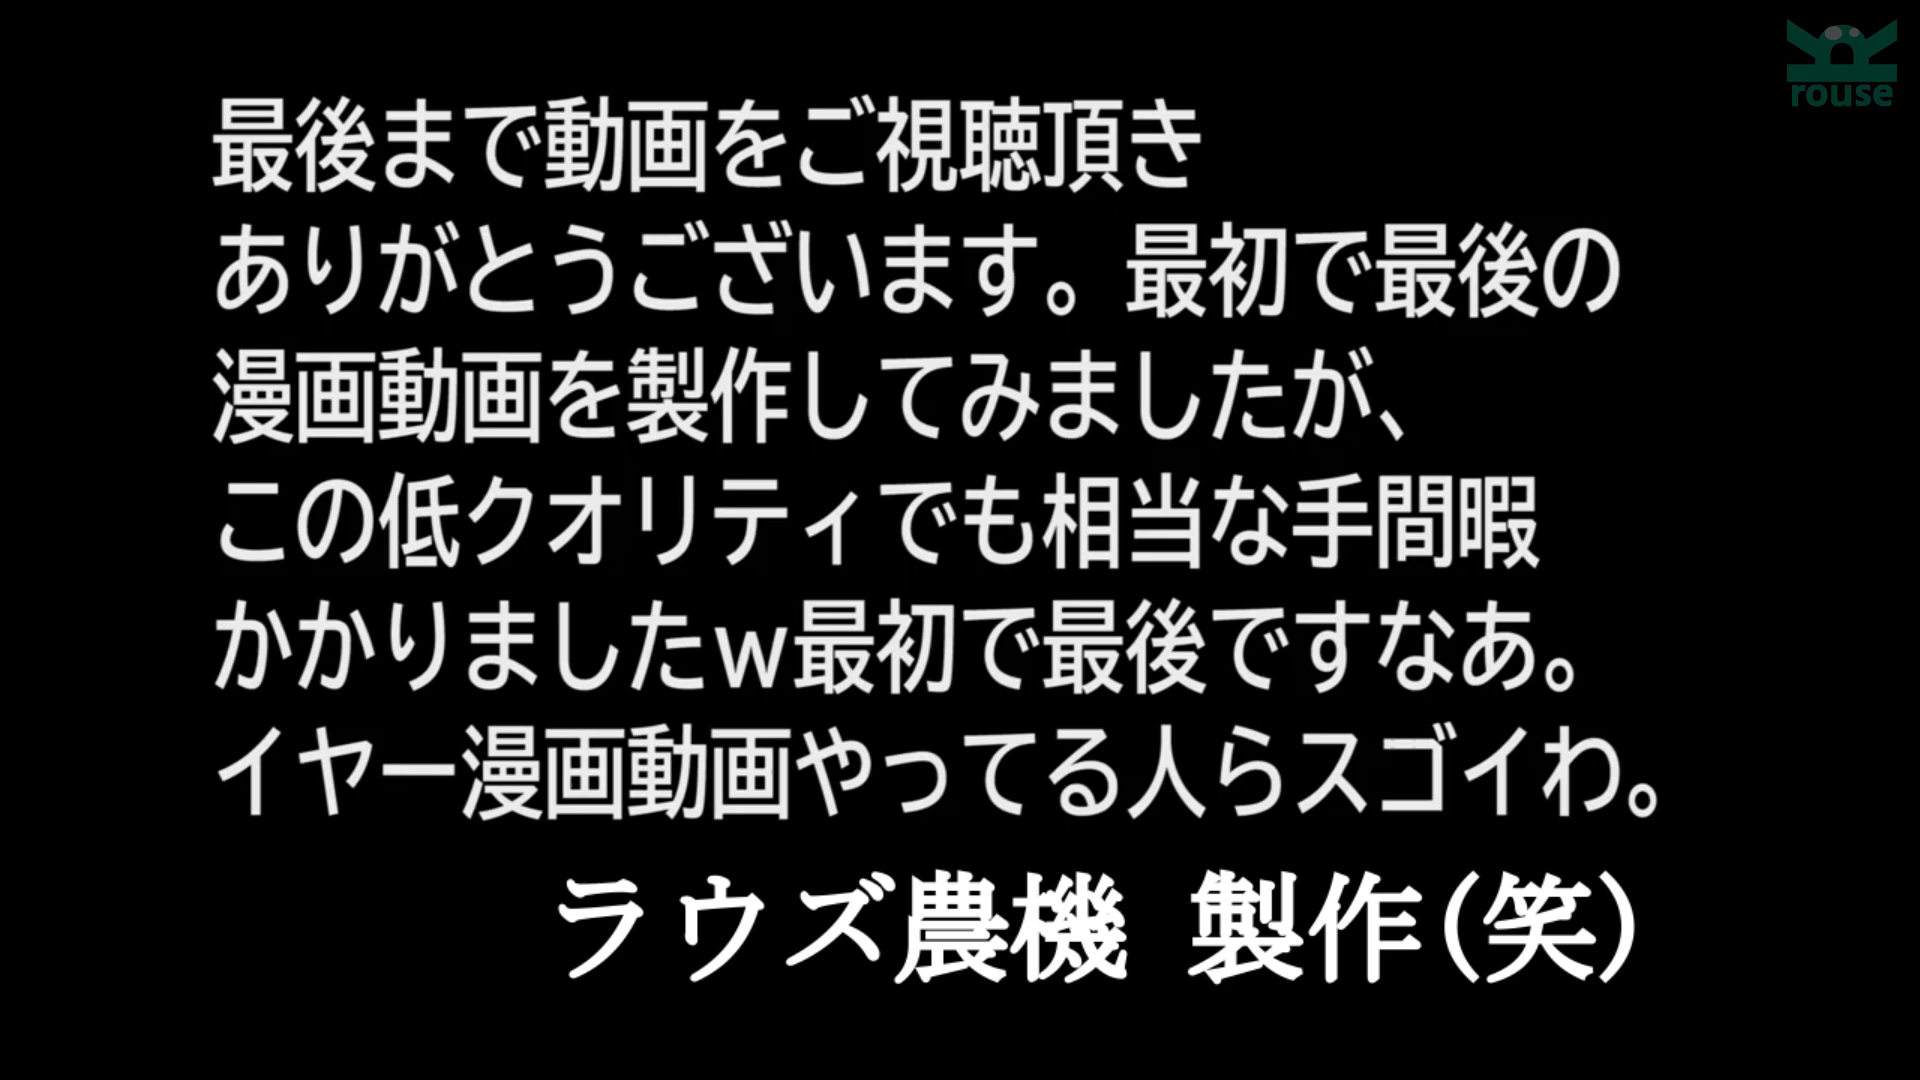 rouse
最後まで動画をご視聴頂き
ありがとうございます。最初で最後の
漫画動画を製作してみましたが、
この低クオリティでも相当な手間暇
かかりましたw最初で最後ですなあ。
イヤー漫画動画やってる人らスゴイわ。
ラウズ農機 製作(笑)